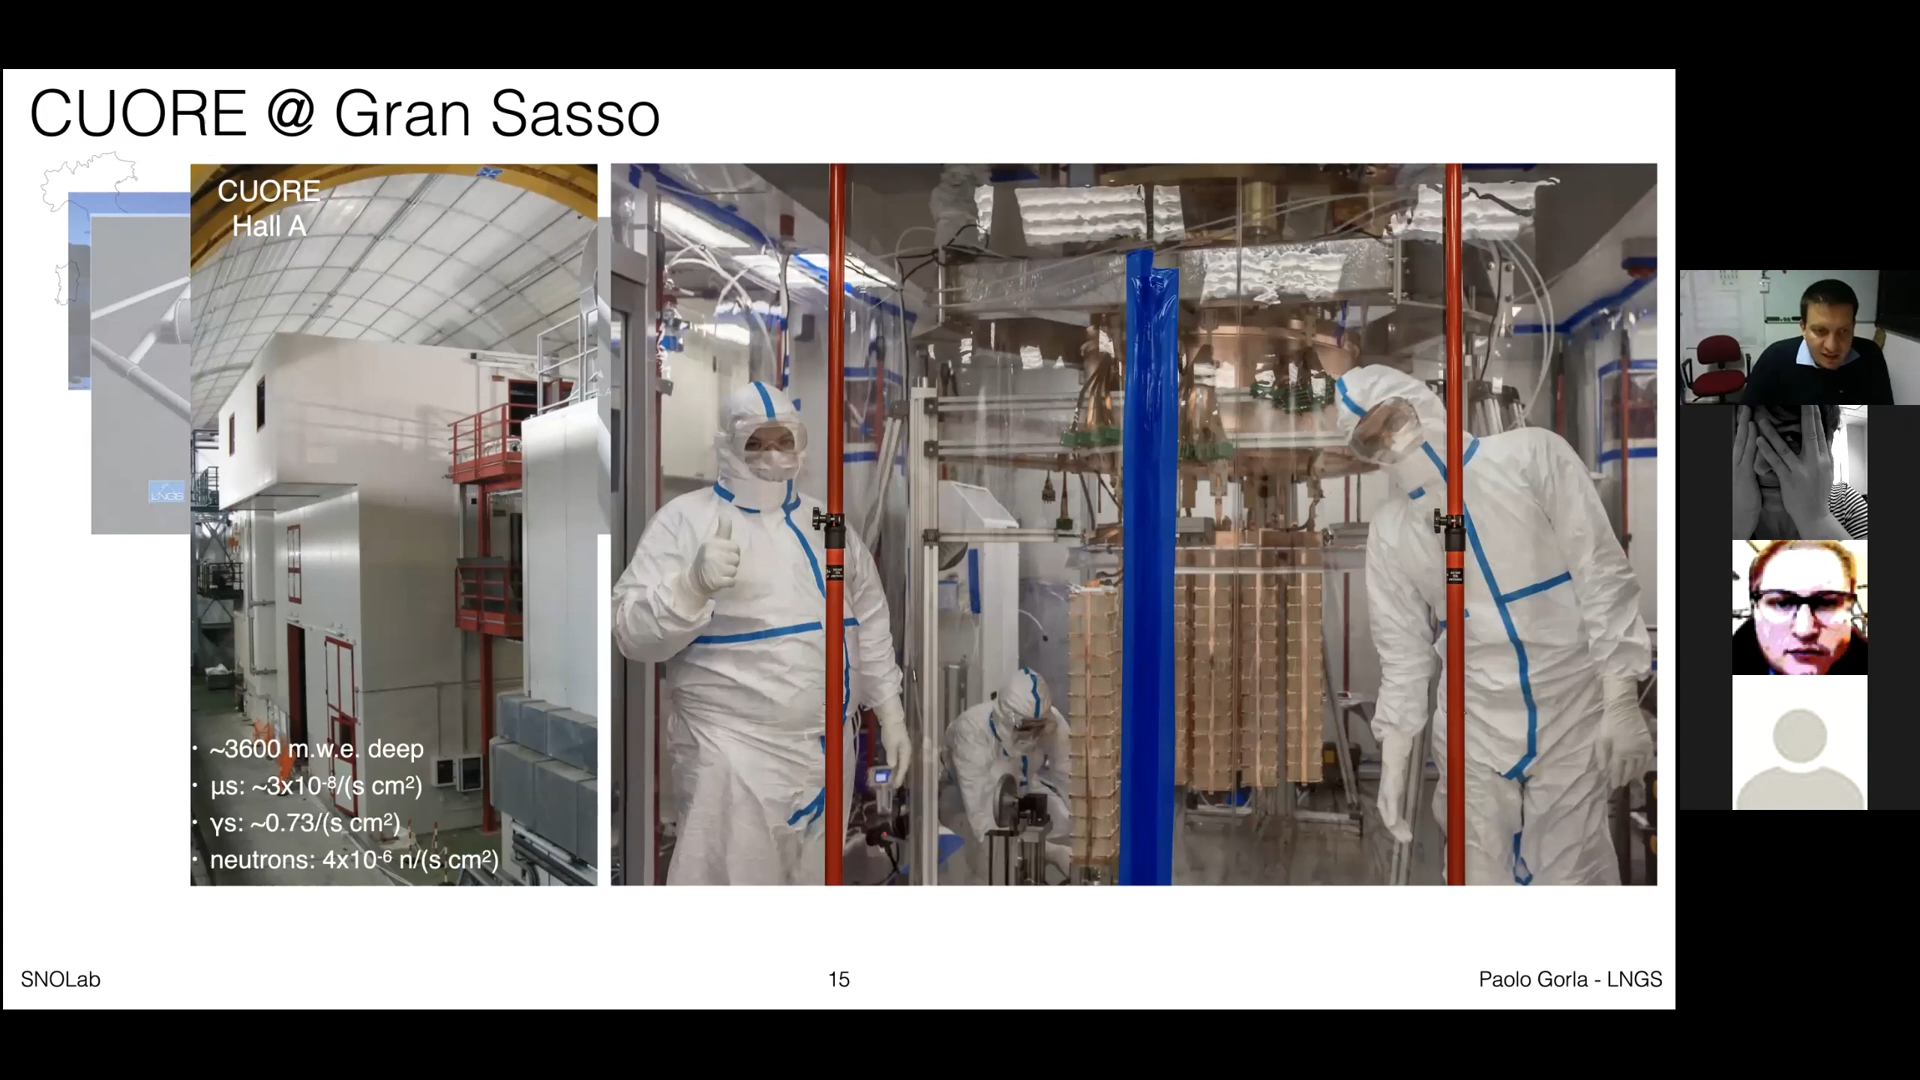 CUORE @ Gran Sasso
CUORE
Hall A
LNGS
· ~3600 m.w.e. deep
· µs: ~3x10⁻⁸/(s cm²)
· γs: ~0.73/(s cm²)
· neutrons: 4x10⁻⁶ n/(s cm²)
SNOLab
15
Paolo Gorla - LNGS